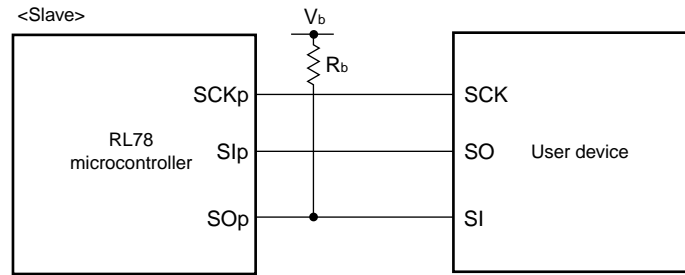 <Slave>
Vb
Rb
SCKp
SCK
RL78
microcontroller
SIp
SO
User device
SOp
SI